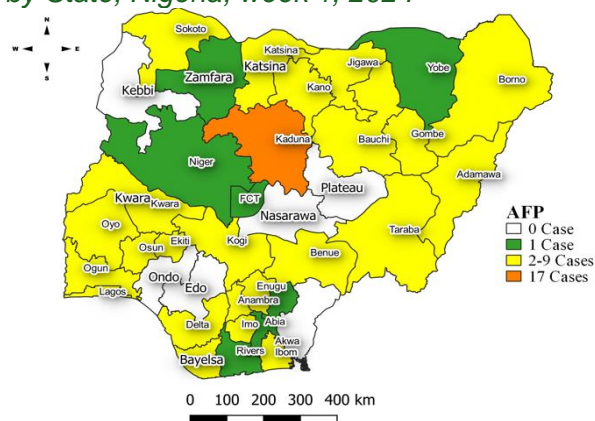 by State, Nigeria, week 2024
N
W E
S
Sokoto
Katsina
Katsina
Zamfara
Jigawa
Yobe
Kebbi
Kano
Borno
Kaduna
Bauchi
Gombe
Niger
Adamawa
Plateau
FCT
Kwara
Kwara
Nasarawa
Oyo
Taraba
Osun
Ekiti
Kogi
Benue
Ogun
Ondo
Edo
Lagos
Enugu
Anambra
Delta
Imo
Abia
Bayelsa
Rivers
Akwa
Ibom
AFP
0 Case
1 Case
2-9 Cases
17 Cases
0 100 200 300 400 km